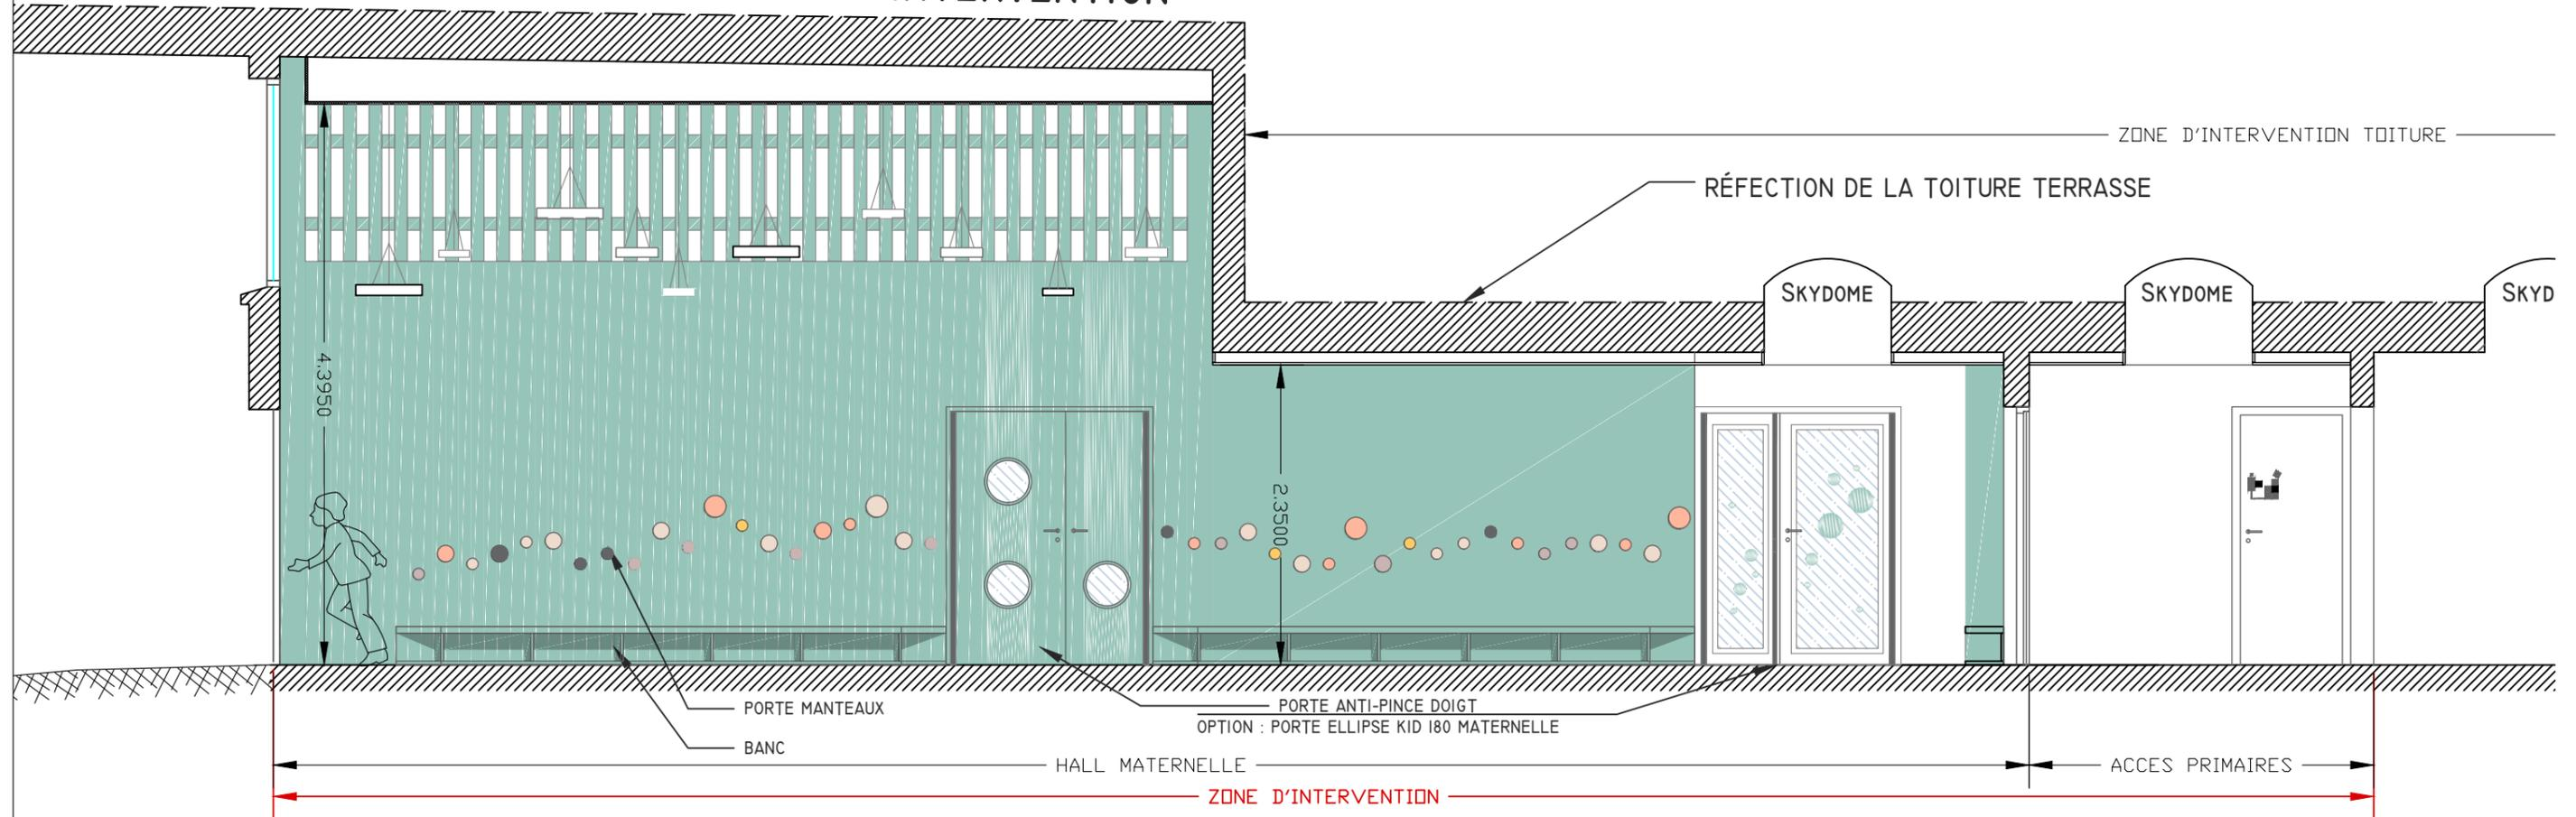 ZONE D'INTERVENTION TOITURE
RÉFECTION DE LA TOITURE TERRASSE
SKYDOME
SKYDOME
SKYD
4.3950
2.3500
PORTE MANTEAUX
BANC
PORTE ANTI-PINCE DOIGT
OPTION : PORTE ELLIPSE KID 180 MATERNELLE
HALL MATERNELLE
ACCES PRIMAIRES
ZONE D'INTERVENTION